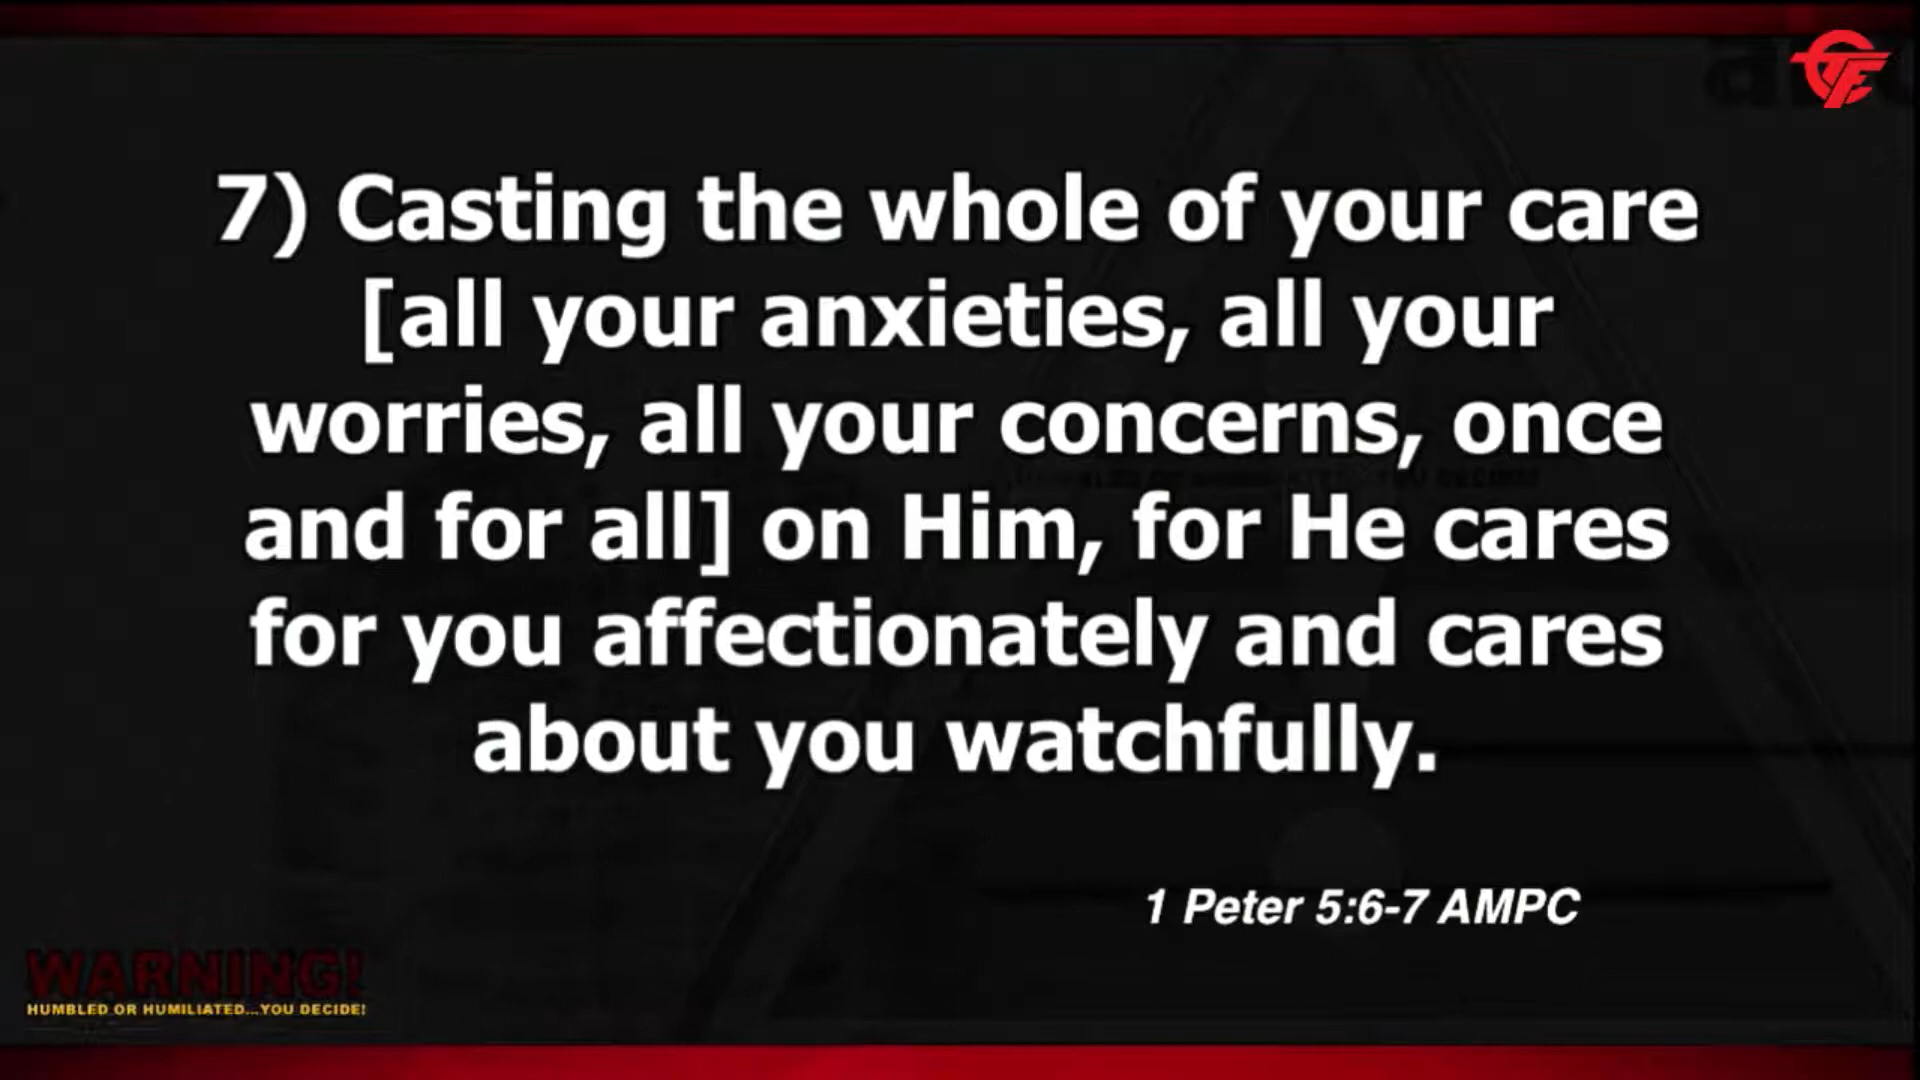 7) Casting the whole of your care
[all your anxieties, all your
worries, all your concerns, once
and for all] on Him, for He cares
for you affectionately and cares
about you watchfully.
1 Peter 5:6-7 AMPC
WARNING!
HUMBLED OR HUMILIATED...YOU DECIDE!